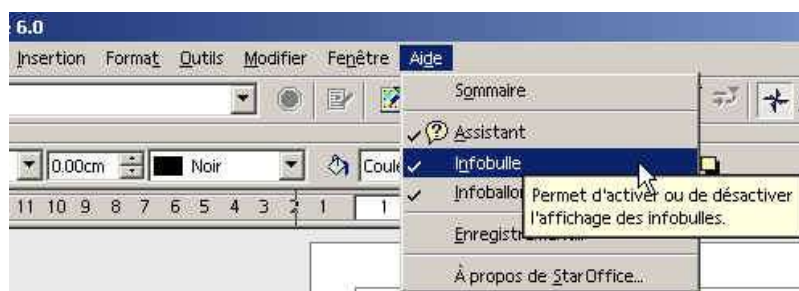 6.0
Insertion Format Outils Modifier Fenêtre Aide
Sommaire
Assistant
0.00cm Noir
Infobulle
11 10 9 8 7 6 5 4 3 2 1 1
Permet d'activer ou de désactiver
l'affichage des infobulles.
À propos de StarOffice...